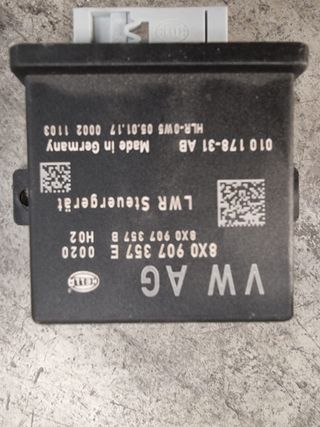 VW AG
HELLA
8X0 907 357 E 0020
8X0 907 357 B H02
LWR Steuergerät
010 178-31 AB Made in Germany
HLR-0W5 05.01.17 0002 1103